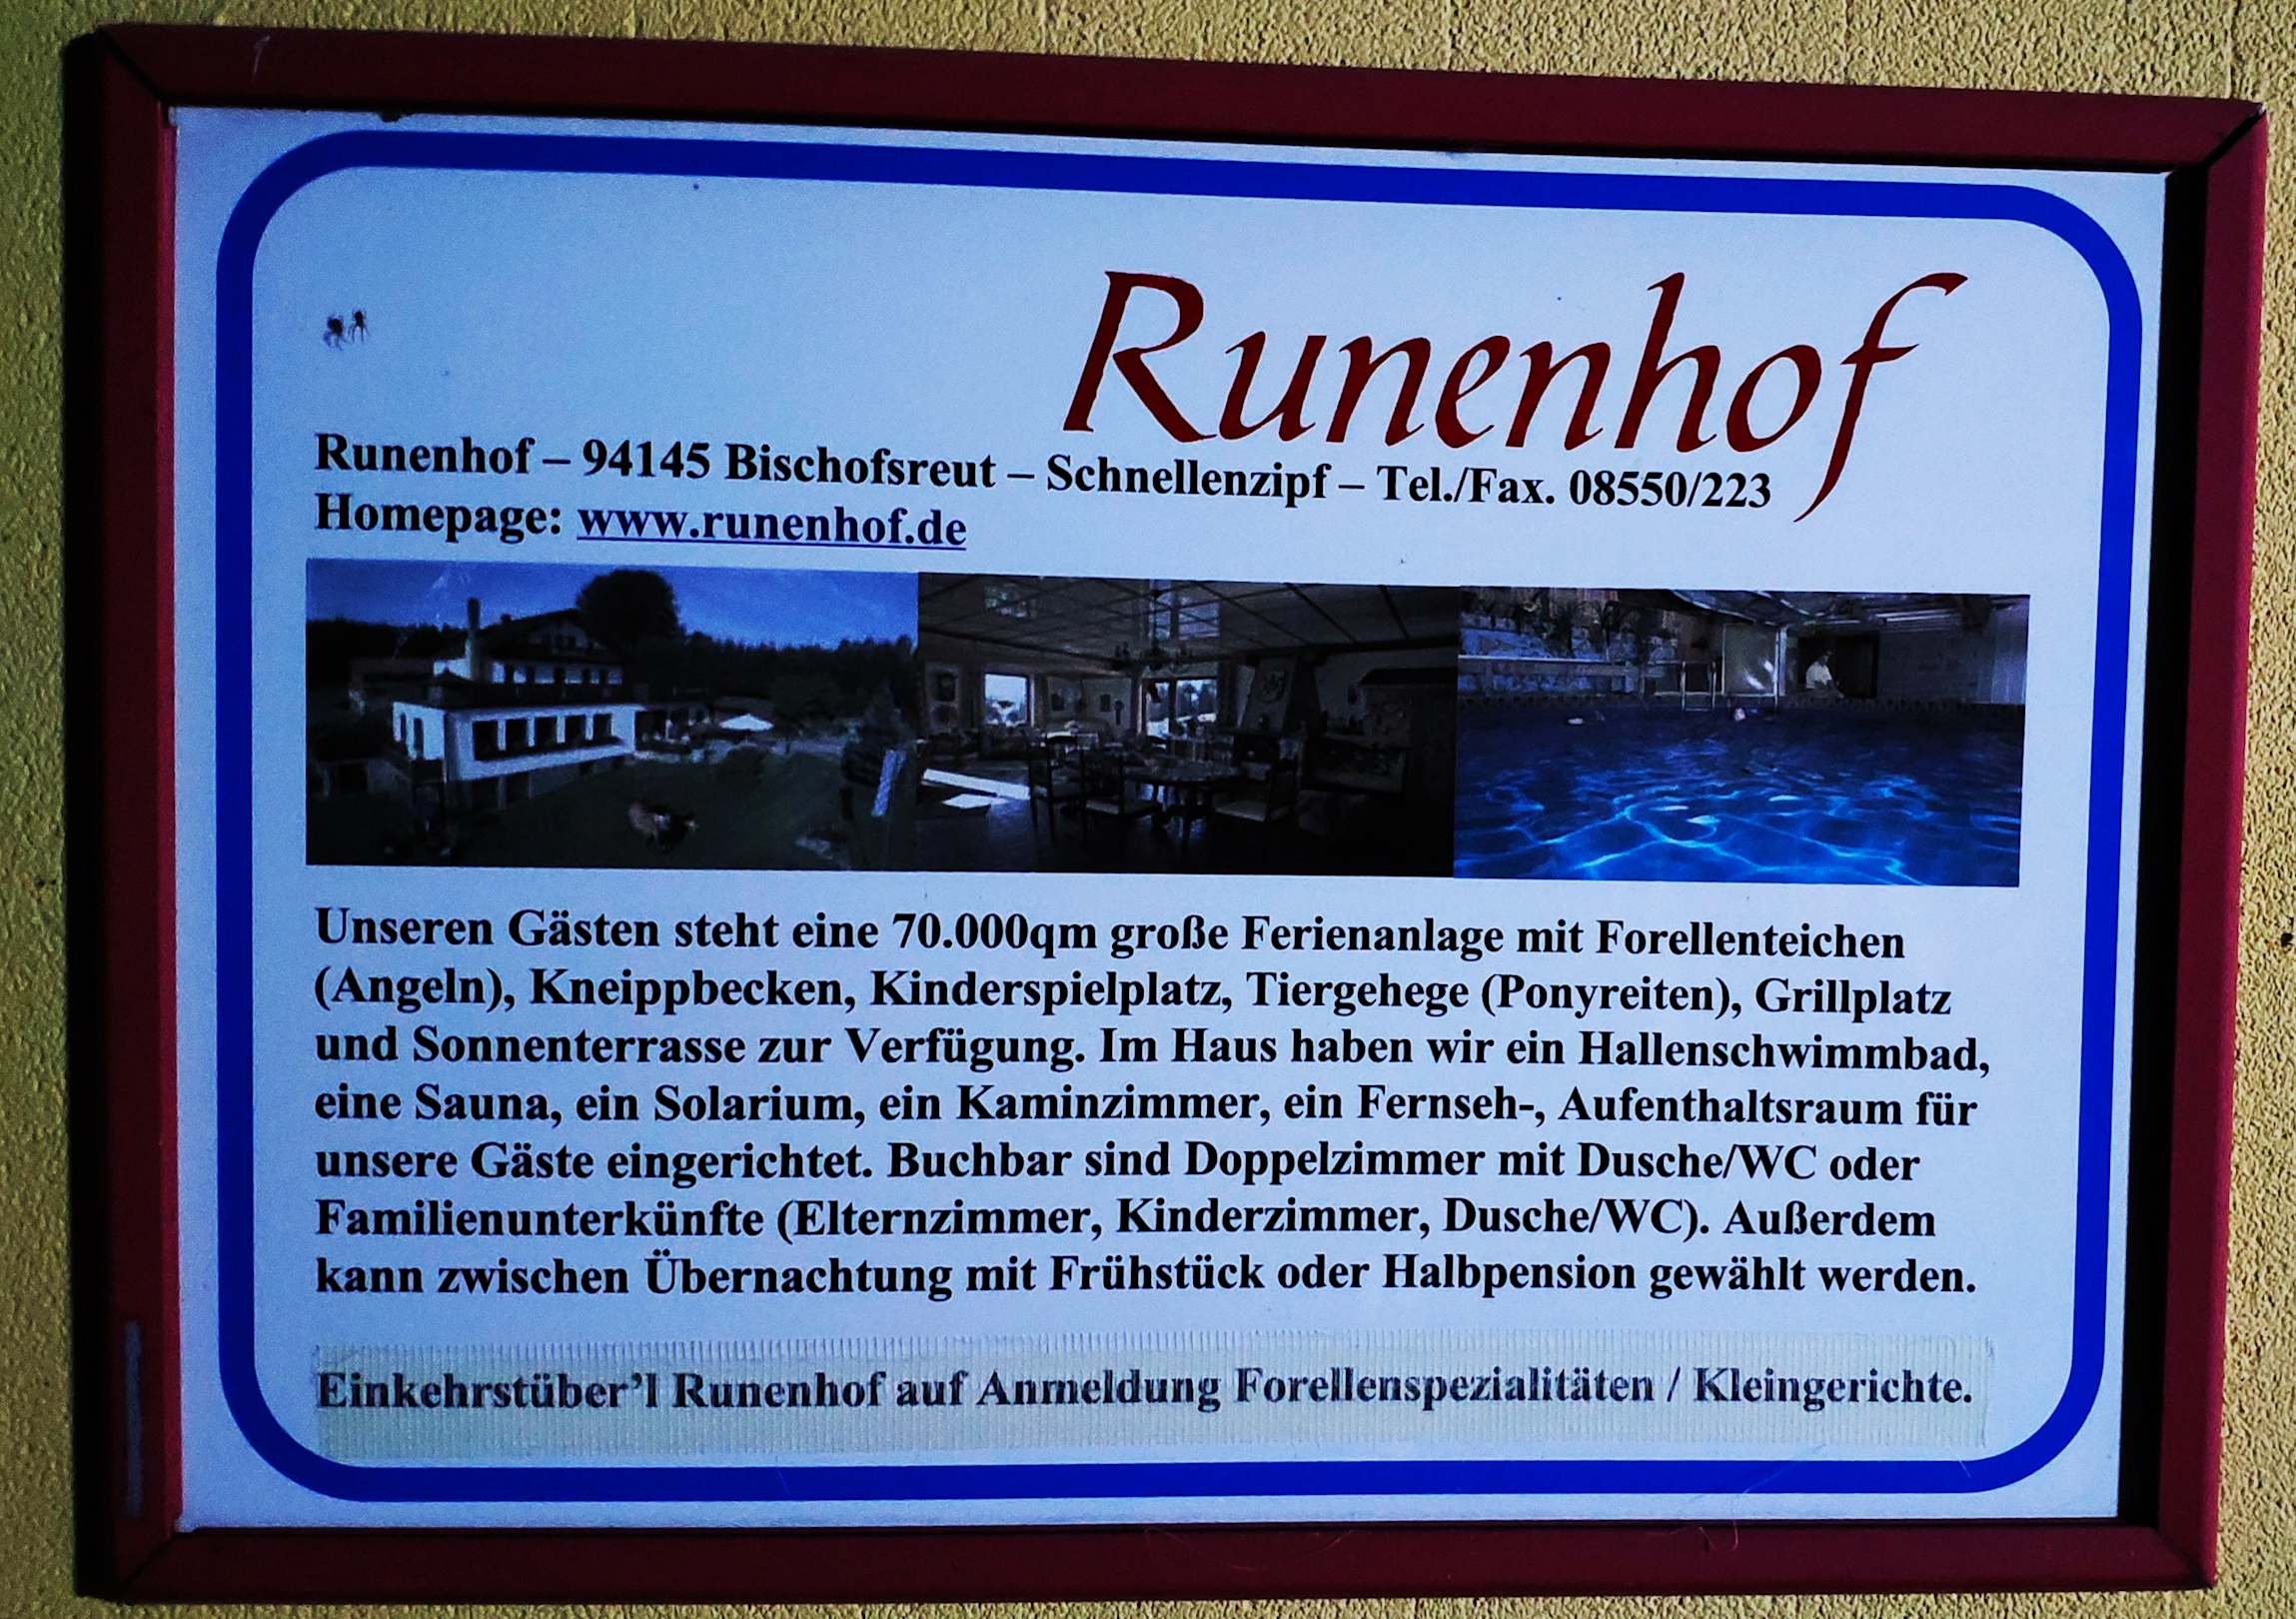 Runenhof
Runenhof – 94145 Bischofsreut – Schnellenzipf – Tel./Fax. 08550/223
Homepage: www.runenhof.de
Unseren Gästen steht eine 70.000qm große Ferienanlage mit Forellenteichen
(Angeln), Kneippbecken, Kinderspielplatz, Tiergehege (Ponyreiten), Grillplatz
und Sonnenterrasse zur Verfügung. Im Haus haben wir ein Hallenschwimmbad,
eine Sauna, ein Solarium, ein Kaminzimmer, ein Fernseh-, Aufenthaltsraum für
unsere Gäste eingerichtet. Buchbar sind Doppelzimmer mit Dusche/WC oder
Familienunterkünfte (Elternzimmer, Kinderzimmer, Dusche/WC). Außerdem
kann zwischen Übernachtung mit Frühstück oder Halbpension gewählt werden.
Einkehrstüber’l Runenhof auf Anmeldung Forellenspezialitäten / Kleingerichte.